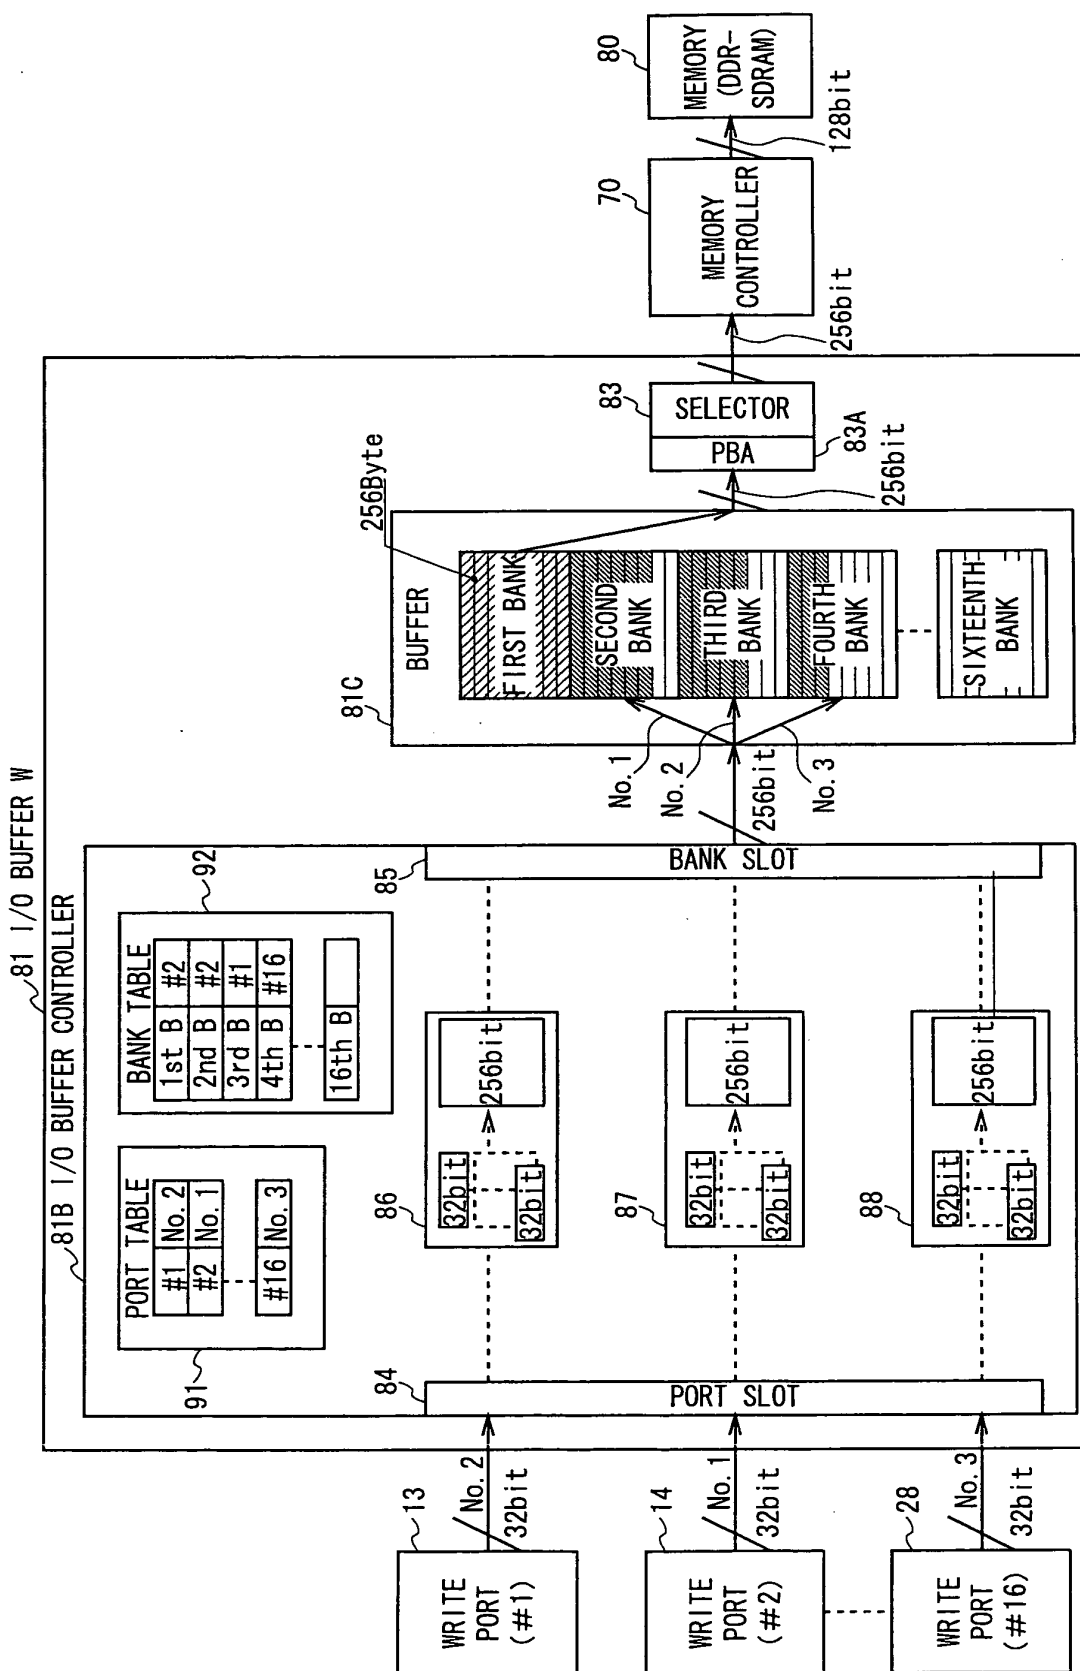 81 I/O BUFFER W
81B I/O BUFFER CONTROLLER
91
PORT TABLE
#1 No. 2
#2 No. 1
#16 No. 3
92
BANK TABLE
1st B #2
2nd B #2
3rd B #1
4th B #16
16th B
13
WRITE
PORT
(#1)
No. 2
32bit
14
WRITE
PORT
(#2)
No. 1
32bit
28
WRITE
PORT
(#16)
No. 3
32bit
84
PORT SLOT
86
32bit
32bit
256bit
87
32bit
32bit
256bit
88
32bit
32bit
256bit
85
BANK SLOT
256bit
No. 1
No. 2
No. 3
81C
BUFFER
256Byte
FIRST BANK
SECOND
BANK
THIRD
BANK
FOURTH
BANK
SIXTEENTH
BANK
256bit
83
SELECTOR
PBA
83A
256bit
70
MEMORY
CONTROLLER
128bit
80
MEMORY
(DDR-
SDRAM)